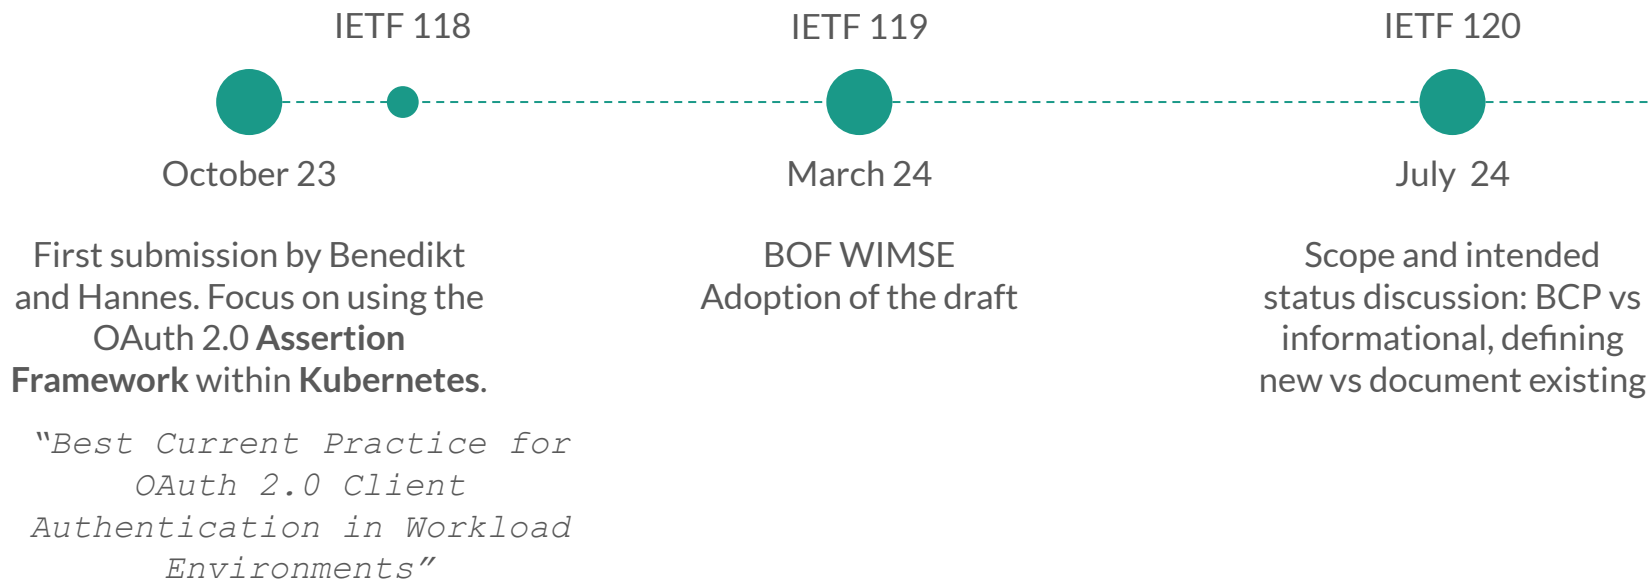 IETF 118
IETF 119
IETF 120
October 23
March 24
July 24
First submission by Benedikt
and Hannes. Focus on using the
OAuth 2.0 Assertion
Framework within Kubernetes.
"Best Current Practice for
OAuth 2.0 Client
Authentication in Workload
Environments"
BOF WIMSE
Adoption of the draft
Scope and intended
status discussion: BCP vs
informational, defining
new vs document existing